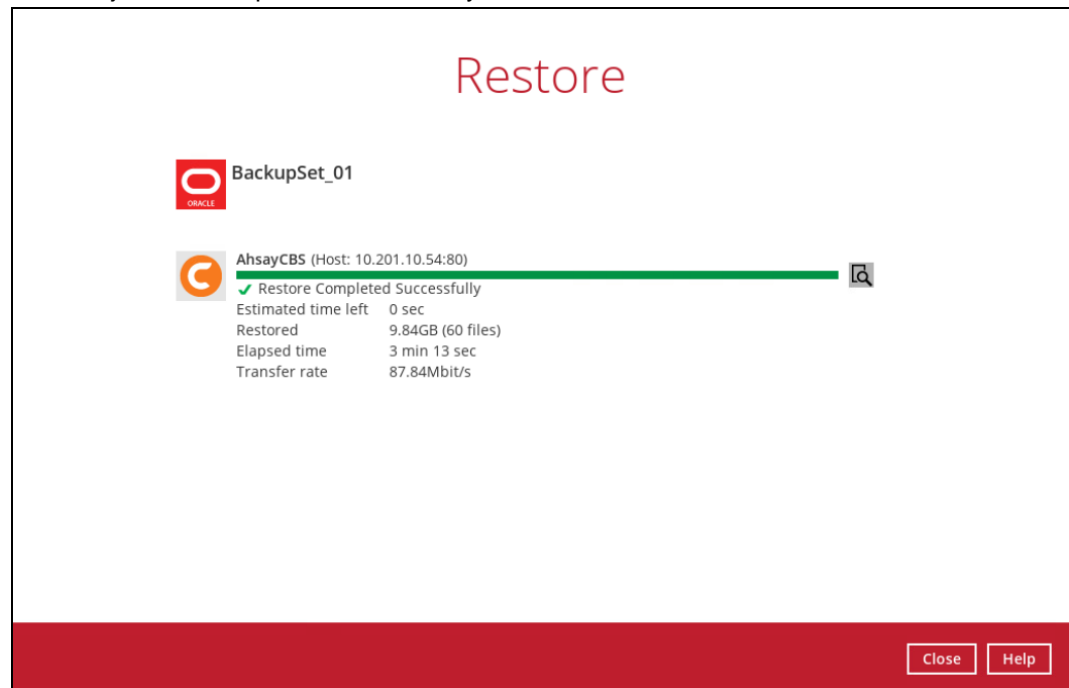 Restore
BackupSet_01
ORACLE
AhsayCBS (Host: 10.201.10.54:80)
Restore Completed Successfully
Estimated time left 0 sec
Restored 9.84GB (60 files)
Elapsed time 3 min 13 sec
Transfer rate 87.84Mbit/s
Close Help